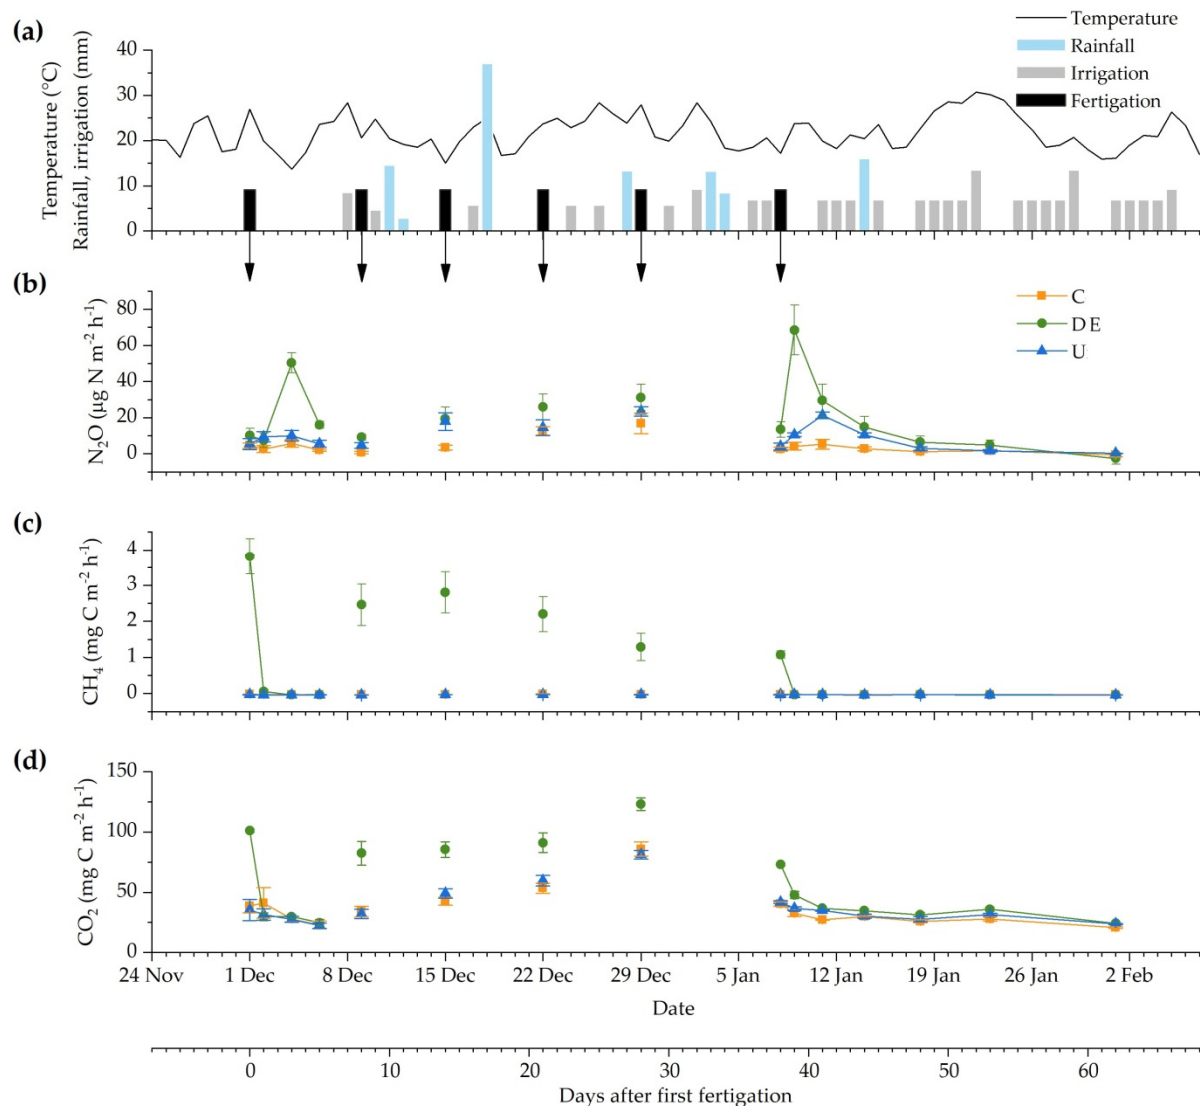 (a)
Temperature
Rainfall
Irrigation
Fertigation
Temperature (°C)
Rainfall, irrigation (mm)
40
30
20
10
0
(b)
C
D E
U
N₂O (µg N m⁻² h⁻¹)
80
60
40
20
0
(c)
CH₄ (mg C m⁻² h⁻¹)
4
3
2
1
0
(d)
CO₂ (mg C m⁻² h⁻¹)
150
100
50
0
24 Nov 1 Dec 8 Dec 15 Dec 22 Dec 29 Dec 5 Jan 12 Jan 19 Jan 26 Jan 2 Feb
Date
0 10 20 30 40 50 60
Days after first fertigation